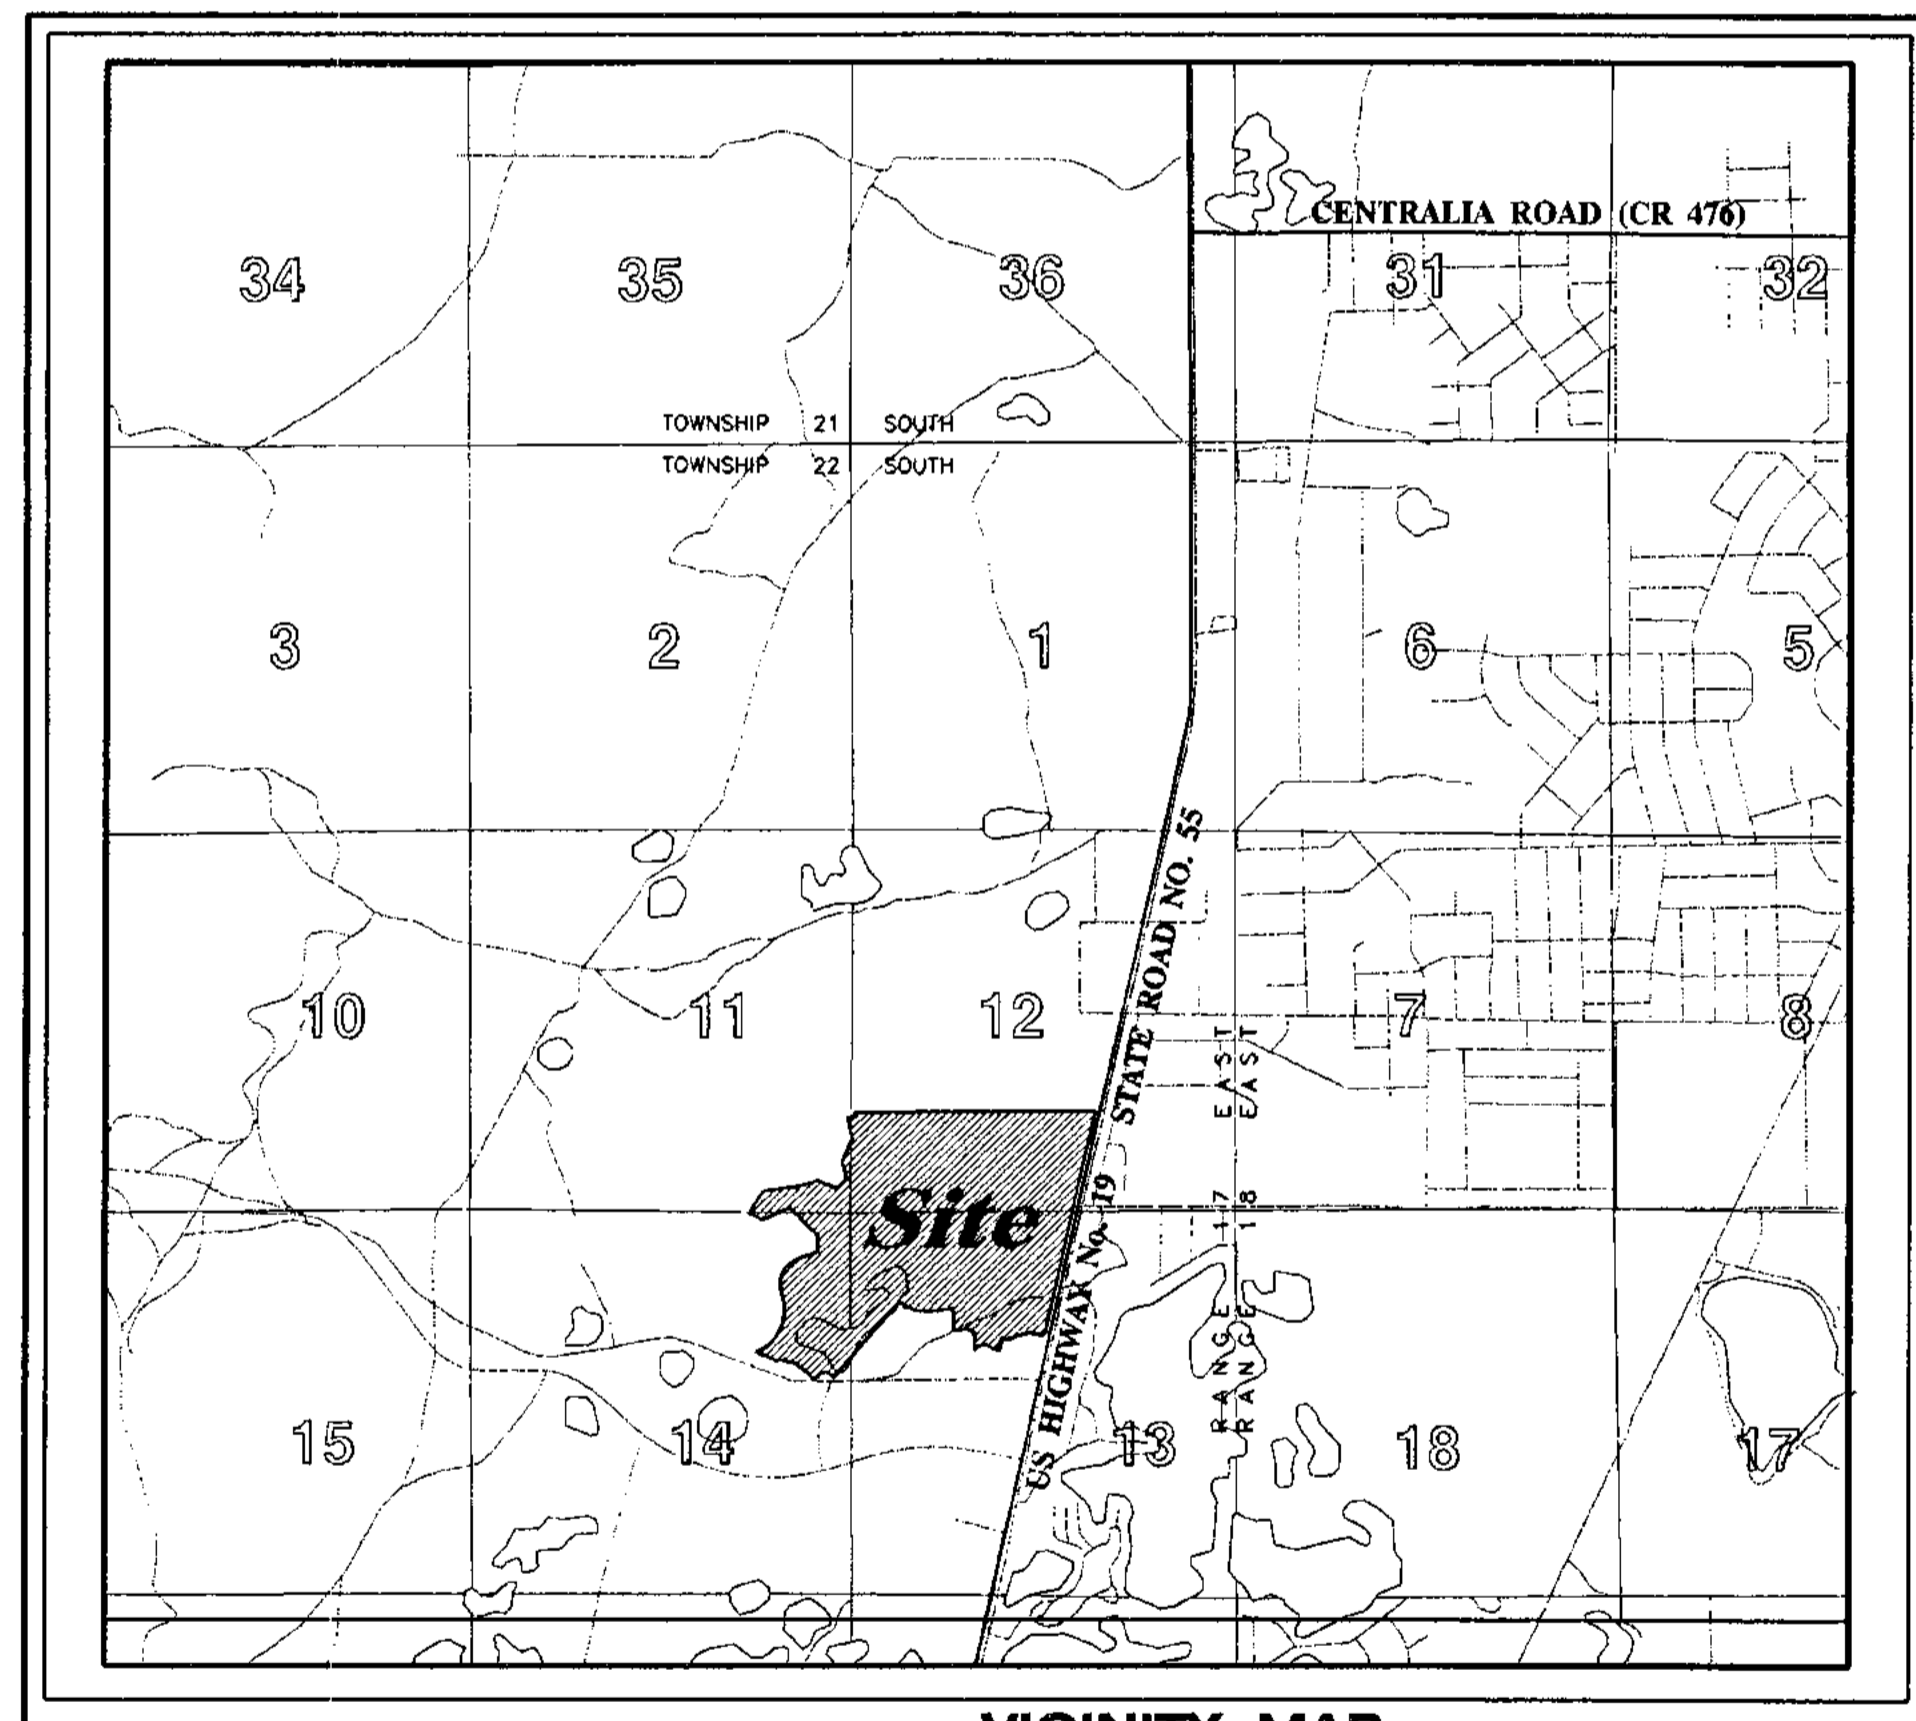 CENTRALIA ROAD (CR 476)
34 35 36 31 32
TOWNSHIP 21 SOUTH
TOWNSHIP 22 SOUTH
3 2 1 6 5
STATE ROAD NO. 55
10 11 12 7 8
RANGE 17 EAST
RANGE 18 EAST
Site
US HIGHWAY No. 19
15 14 13 18 17
VICINITY MAP